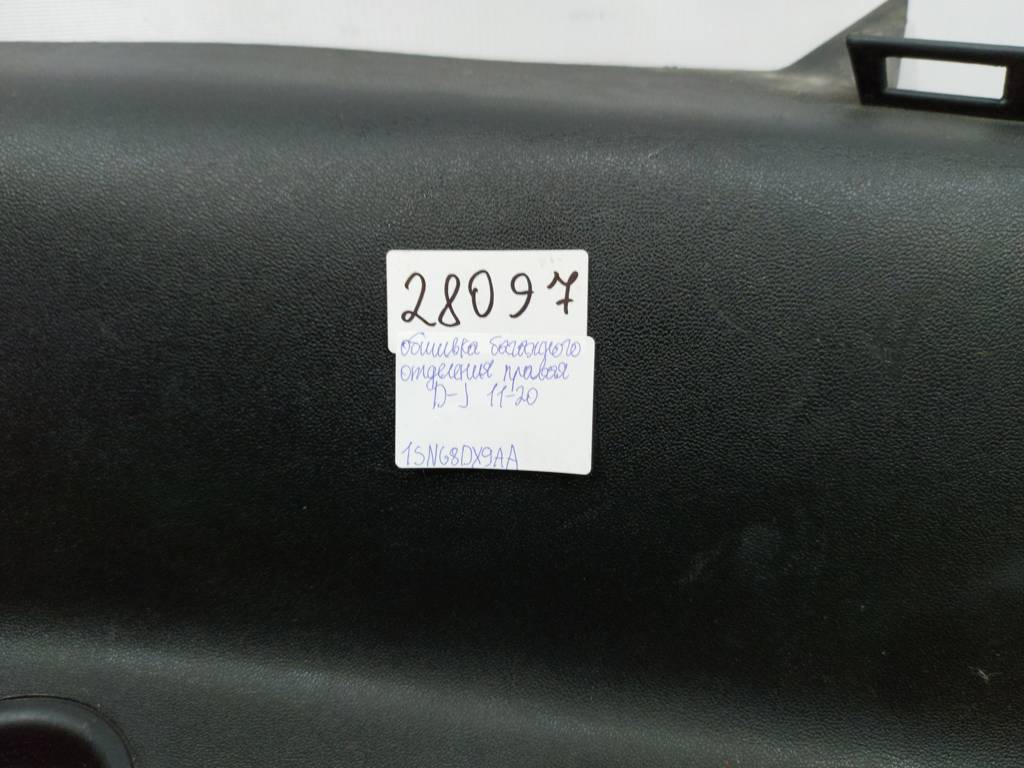 28097
обшивка багажного
отделения правая
D-J 11-20
1SN68DX9AA